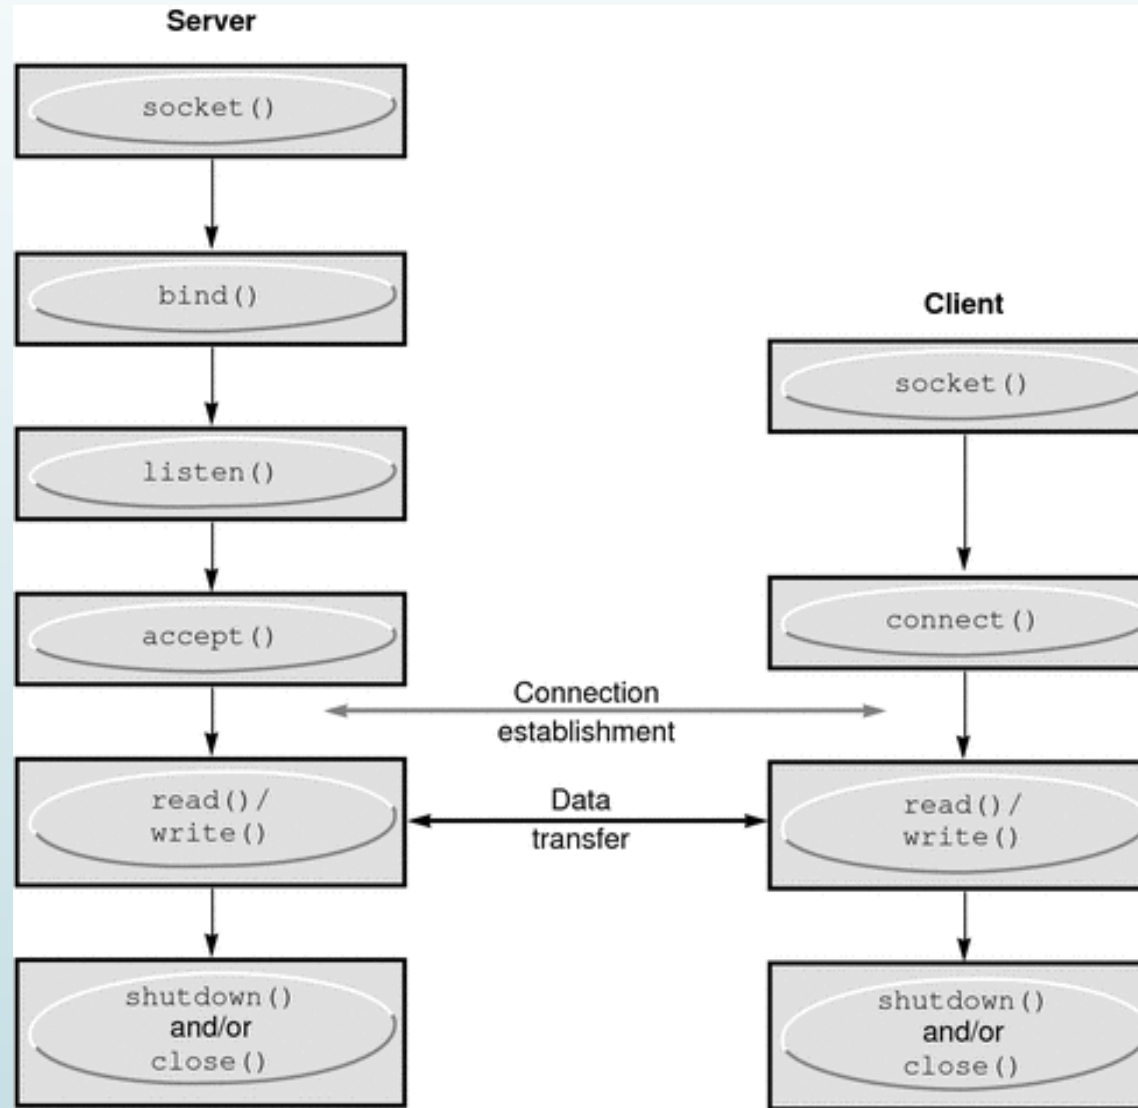 Server
socket()
bind()
listen()
accept()
read()/
write()
shutdown()
and/or
close()
Client
socket()
connect()
Connection
establishment
read()/
write()
Data
transfer
shutdown()
and/or
close()